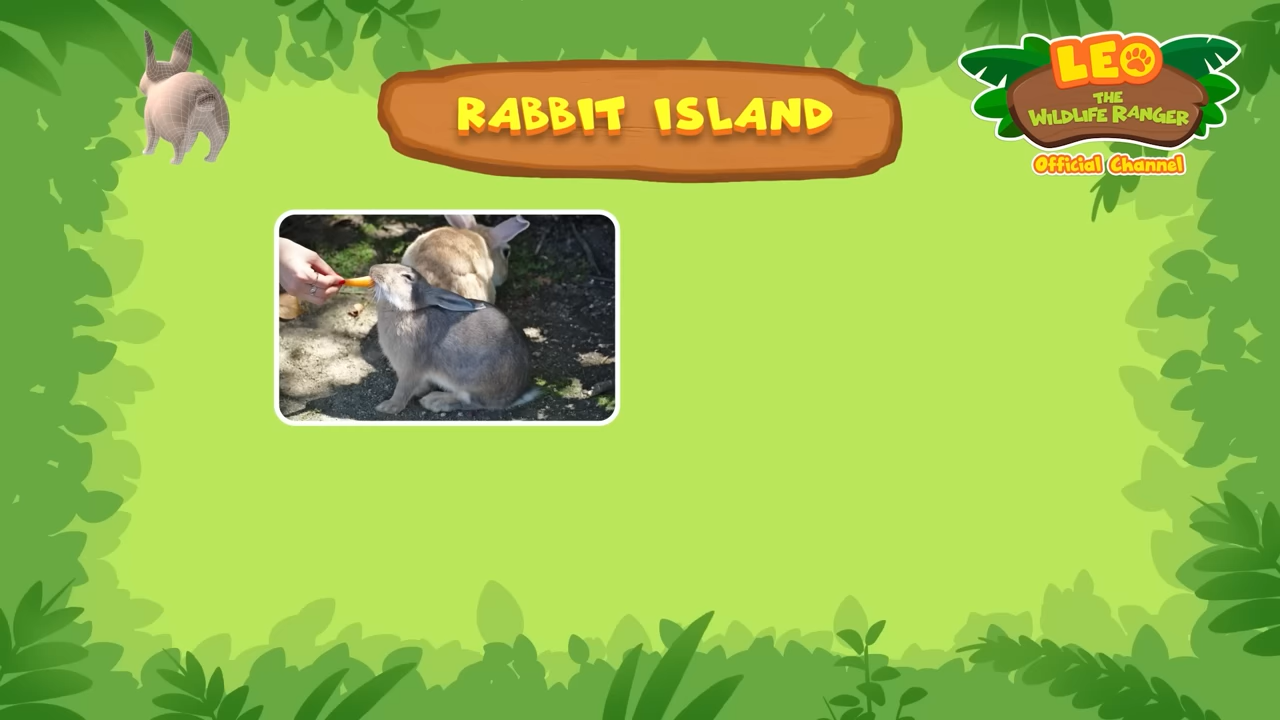 RABBIT ISLAND
LEO
THE
WILDLIFE RANGER
Official Channel